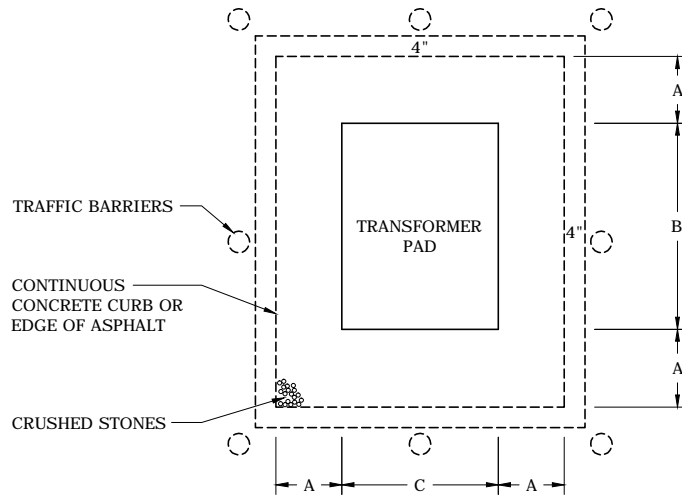 4"
A
TRAFFIC BARRIERS
TRANSFORMER
PAD
4"
B
CONTINUOUS
CONCRETE CURB OR
EDGE OF ASPHALT
A
CRUSHED STONES
A
C
A